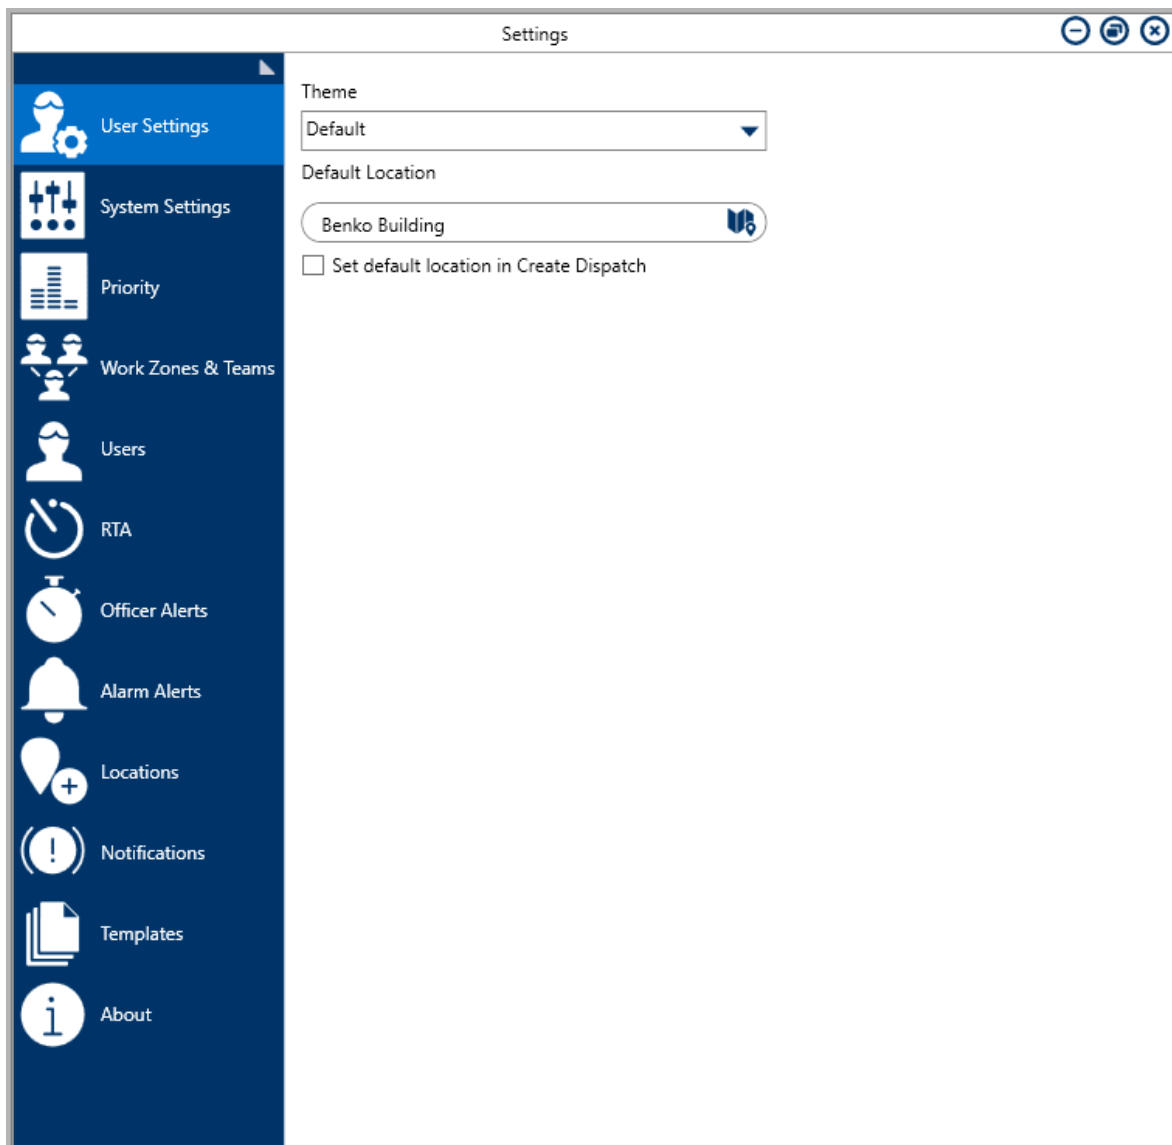 Settings
User Settings
System Settings
Priority
Work Zones & Teams
Users
RTA
Officer Alerts
Alarm Alerts
Locations
Notifications
Templates
About
Theme
Default
Default Location
Benko Building
Set default location in Create Dispatch